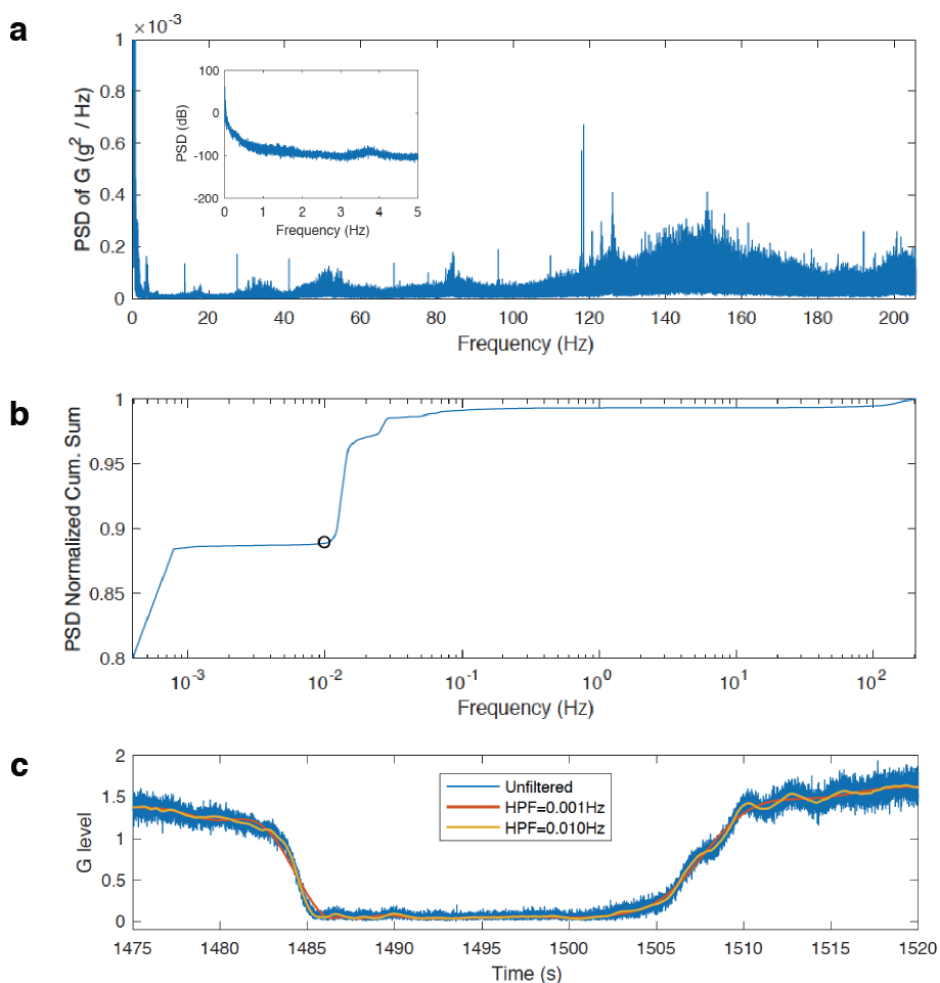 a
×10⁻³
1
0.8
0.6
0.4
0.2
0
PSD of G (g² / Hz)
100
0
-100
-200
PSD (dB)
0 1 2 3 4 5
Frequency (Hz)
0 20 40 60 80 100 120 140 160 180 200
Frequency (Hz)
b
1
0.95
0.9
0.85
0.8
PSD Normalized Cum. Sum
10⁻³ 10⁻² 10⁻¹ 10⁰ 10¹ 10²
Frequency (Hz)
c
2
1.5
1
0.5
0
G level
Unfiltered
HPF=0.001Hz
HPF=0.010Hz
1475 1480 1485 1490 1495 1500 1505 1510 1515 1520
Time (s)